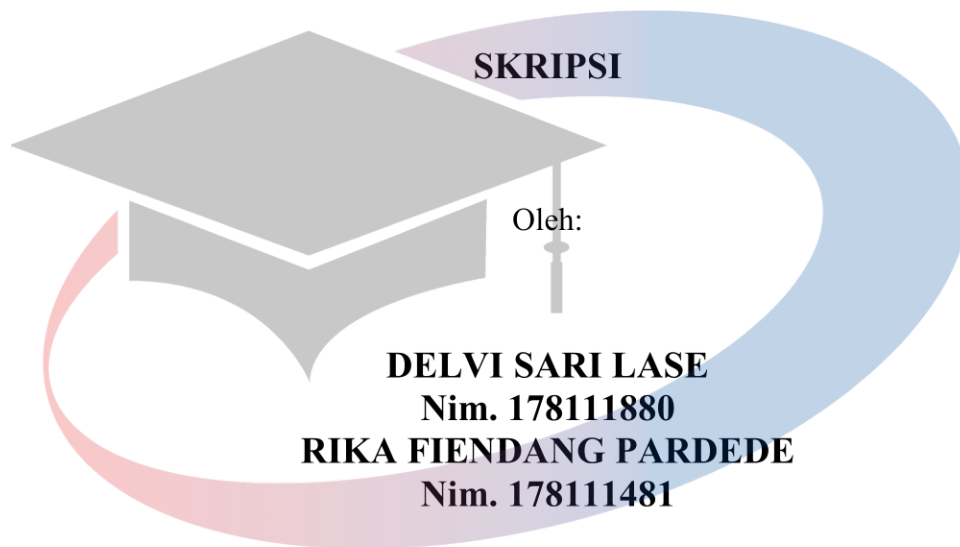 SKRIPSI
Oleh:
DELVI SARI LASE
Nim. 178111880
RIKA FIENDANG PARDEDE
Nim. 178111481